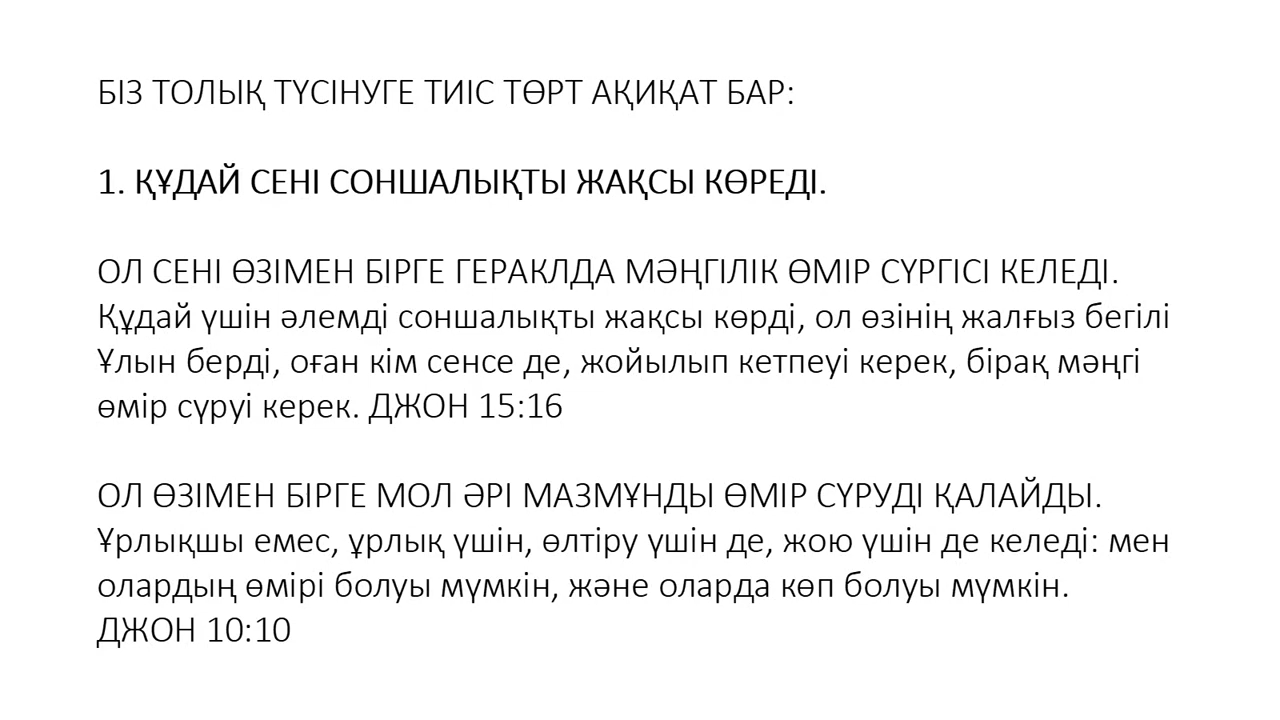 БІЗ ТОЛЫҚ ТҮСІНУГЕ ТИІС ТӨРТ АҚИҚАТ БАР:
1. ҚҰДАЙ СЕНІ СОНШАЛЫҚТЫ ЖАҚСЫ КӨРЕДІ.
ОЛ СЕНІ ӨЗІМЕН БІРГЕ ГЕРАКЛДА МӘҢГІЛІК ӨМІР СҮРГІСІ КЕЛЕДІ.
Құдай үшін әлемді соншалықты жақсы көрді, ол өзінің жалғыз бегілі
Ұлын берді, оған кім сенсе де, жойылып кетпеуі керек, бірақ мәңгі
өмір сүруі керек. ДЖОН 15:16
ОЛ ӨЗІМЕН БІРГЕ МОЛ ӘРІ МАЗМҰНДЫ ӨМІР СҮРУДІ ҚАЛАЙДЫ.
Ұрлықшы емес, ұрлық үшін, өлтіру үшін де, жою үшін де келеді: мен
олардың өмірі болуы мүмкін, және оларда көп болуы мүмкін.
ДЖОН 10:10